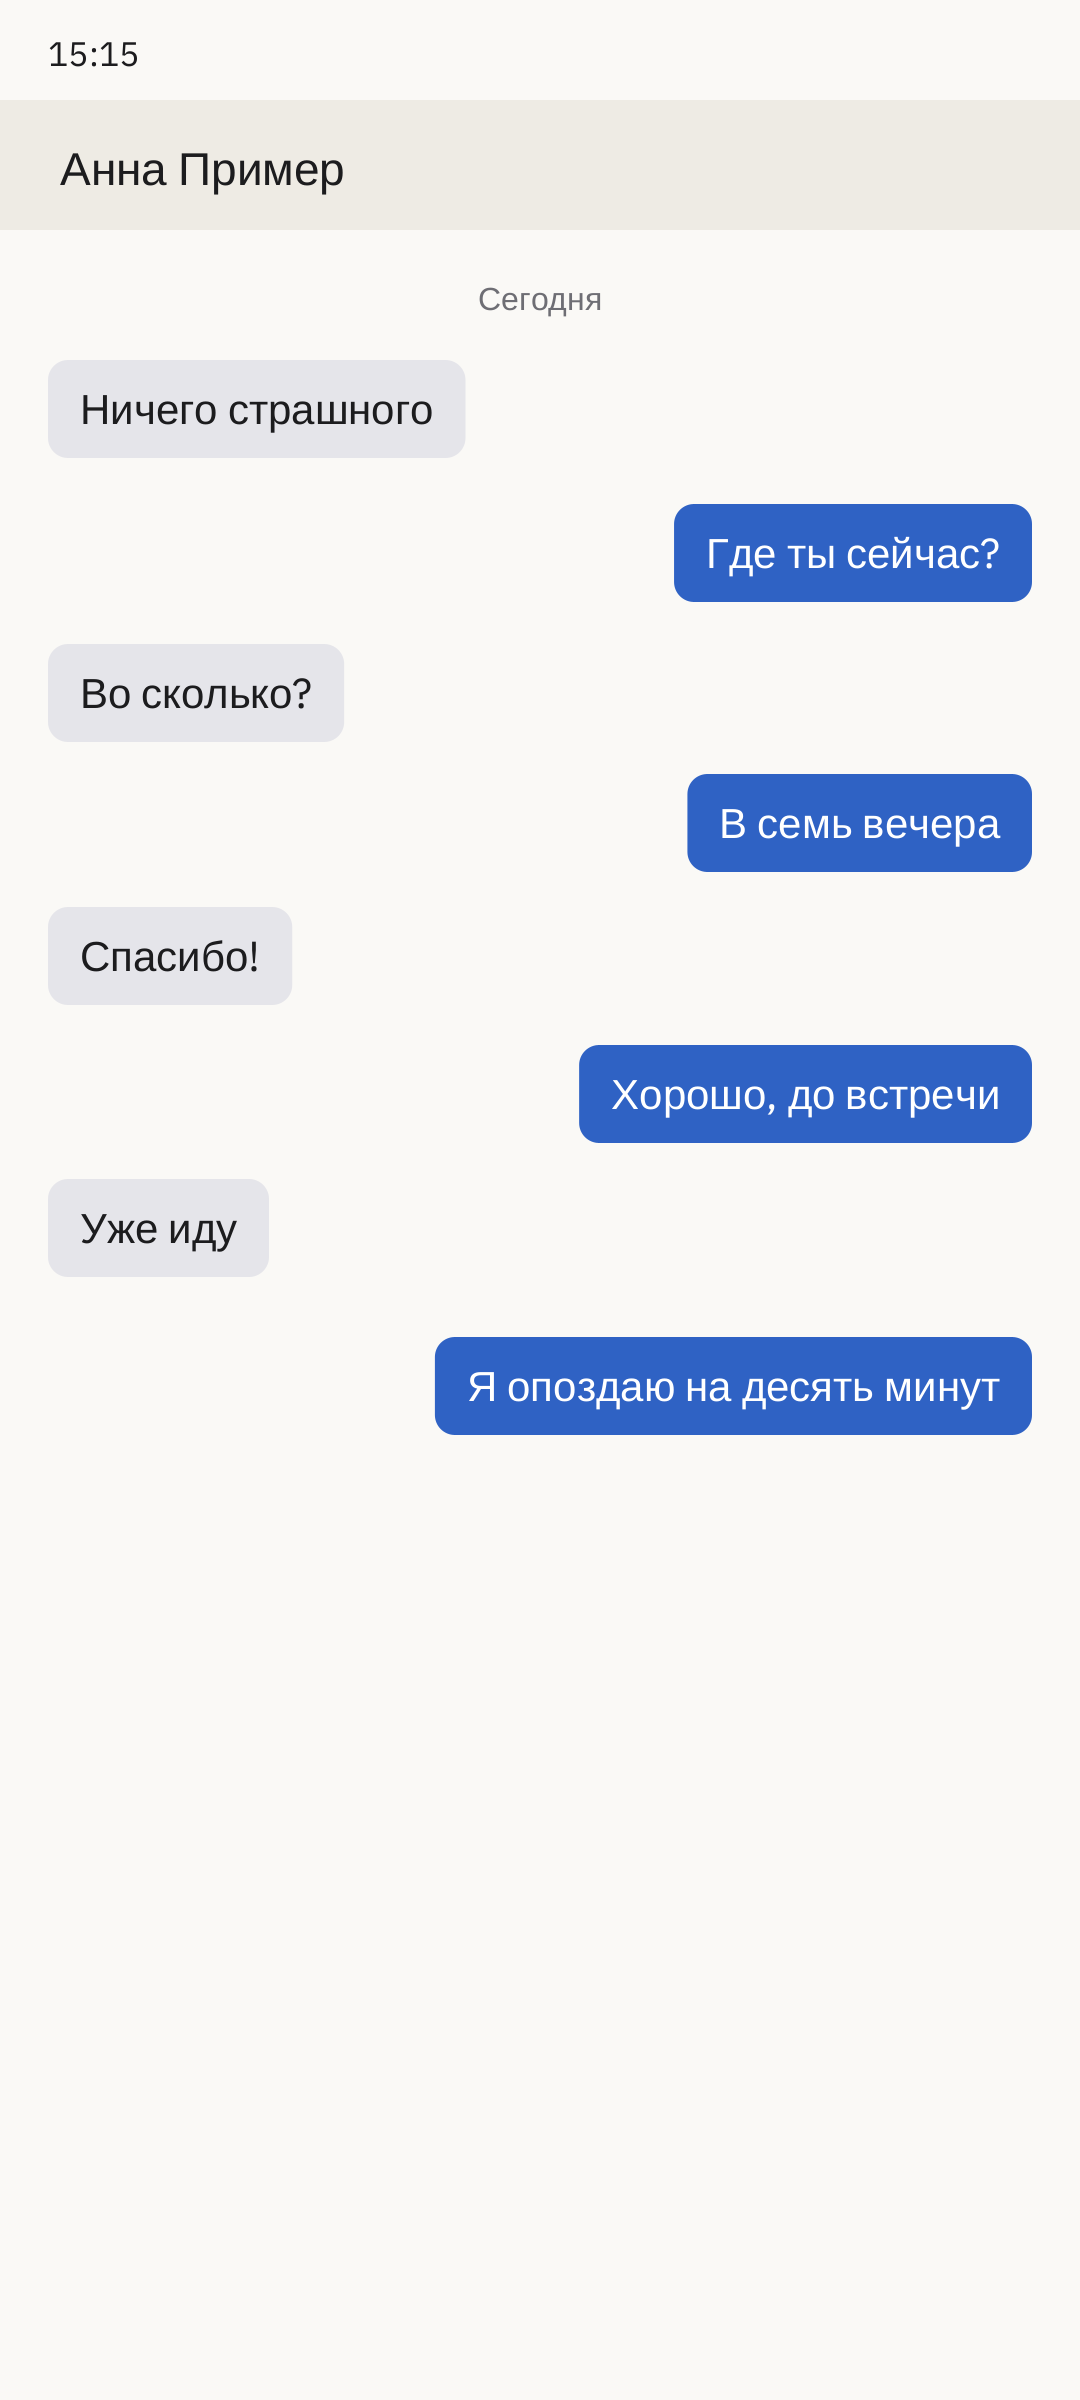 15:15
Анна Пример
Сегодня
Ничего страшного
Где ты сейчас?
Во сколько?
В семь вечера
Спасибо!
Хорошо, до встречи
Уже иду
Я опоздаю на десять минут